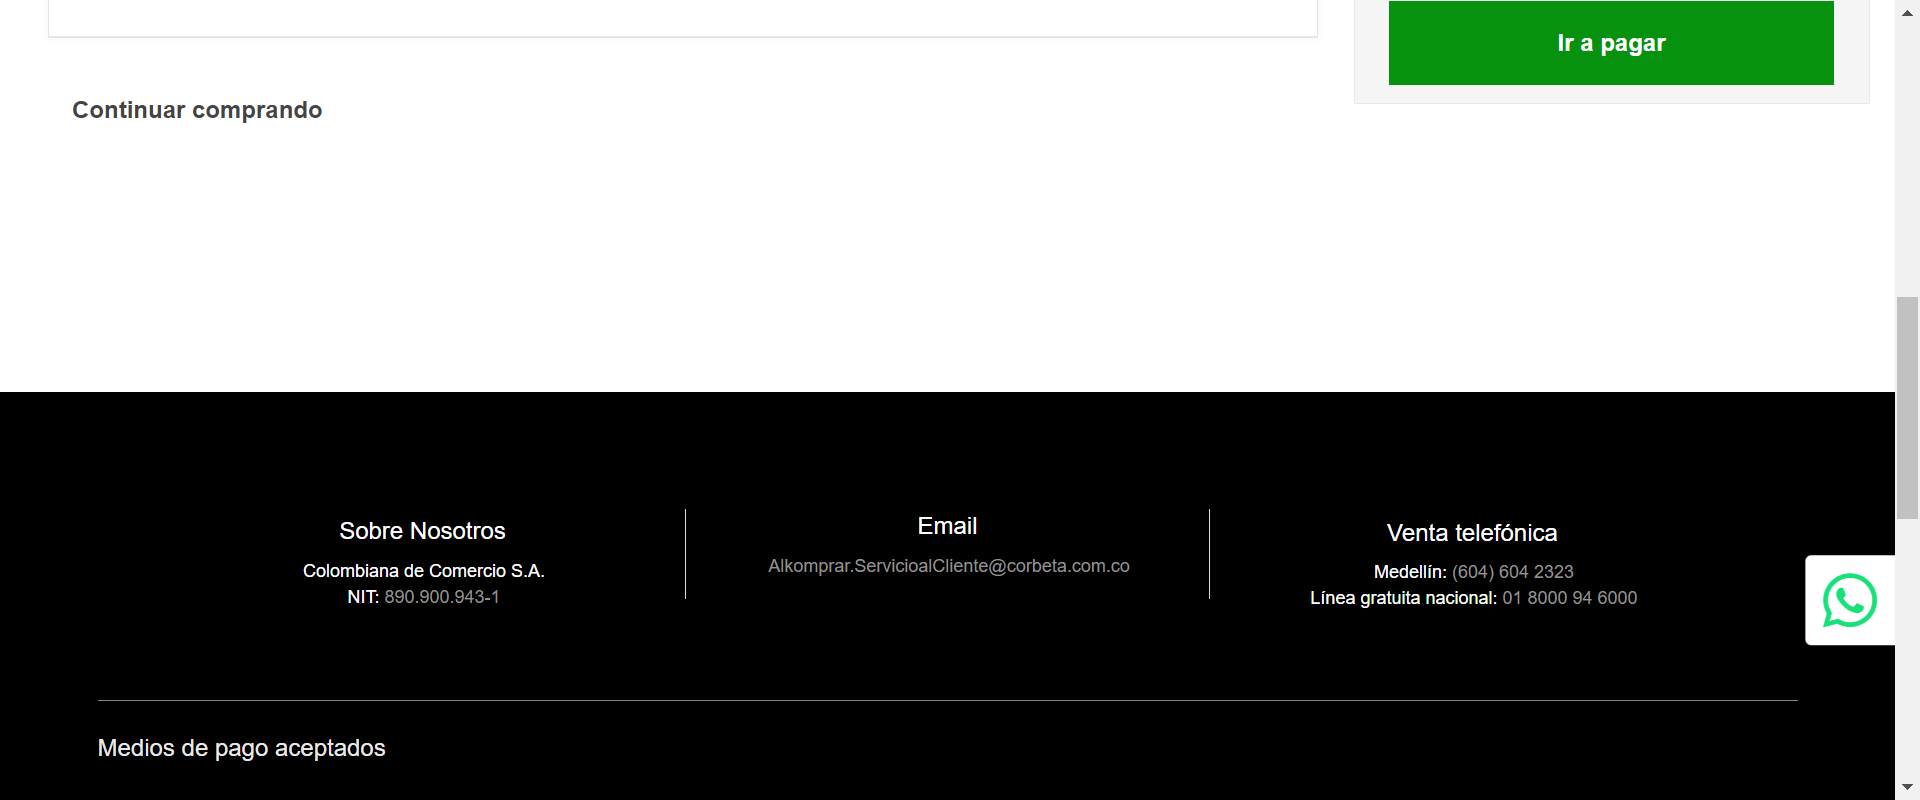 Ir a pagar
Continuar comprando
Sobre Nosotros
Colombiana de Comercio S.A.
NIT: 890.900.943-1
Email
Alkomprar.ServicioalCliente@corbeta.com.co
Venta telefónica
Medellín: (604) 604 2323
Línea gratuita nacional: 01 8000 94 6000
Medios de pago aceptados